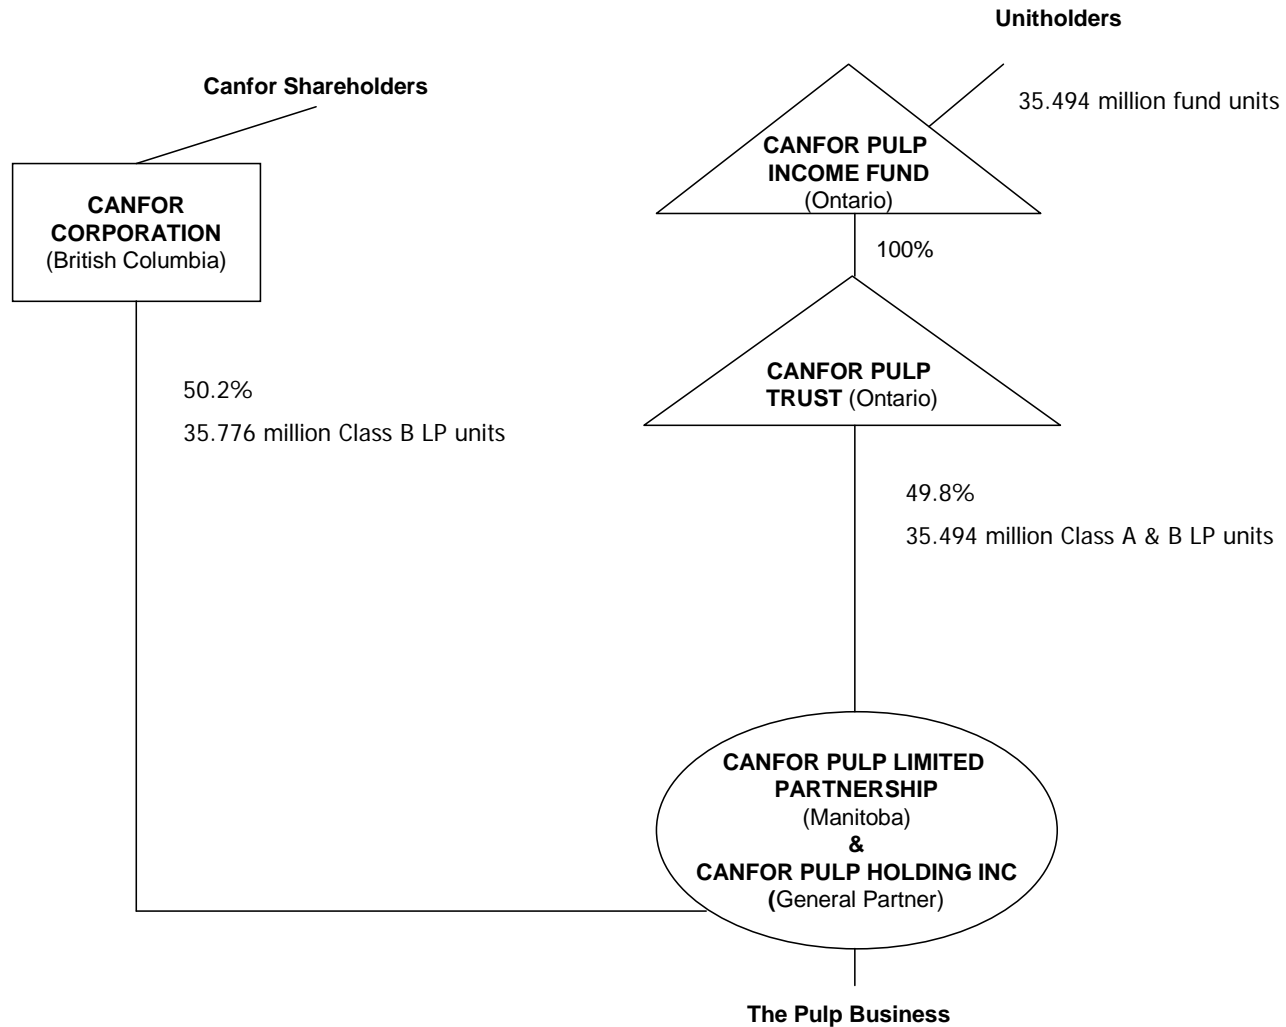 Unitholders
Canfor Shareholders
35.494 million fund units
CANFOR PULP
INCOME FUND
(Ontario)
CANFOR
CORPORATION
(British Columbia)
100%
CANFOR PULP
TRUST (Ontario)
50.2%
35.776 million Class B LP units
49.8%
35.494 million Class A & B LP units
CANFOR PULP LIMITED
PARTNERSHIP
(Manitoba)
&
CANFOR PULP HOLDING INC
(General Partner)
The Pulp Business